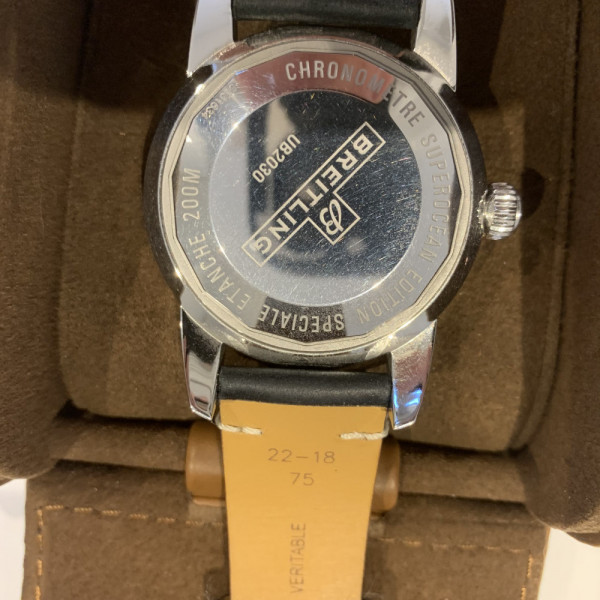 CHRONOMETRE SUPEROCEAN EDITION SPECIALE ETANCHE 200M
BREITLING
UB2030
22-18
75
VERITABLE